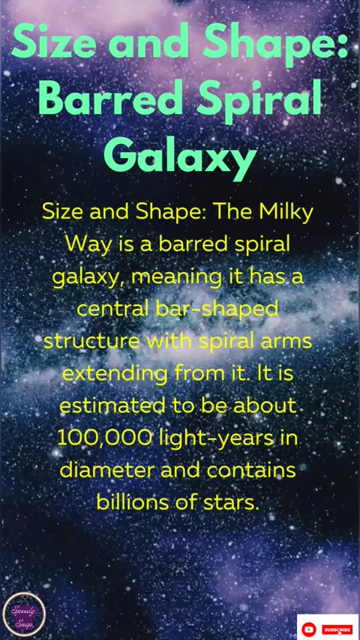 Size and Shape:
Barred Spiral
Galaxy
Size and Shape: The Milky
Way is a barred spiral
galaxy, meaning it has a
central bar-shaped
structure with spiral arms
extending from it. It is
estimated to be about
100,000 light-years in
diameter and contains
billions of stars.
Speedy
Saga
SUBSCRIBE